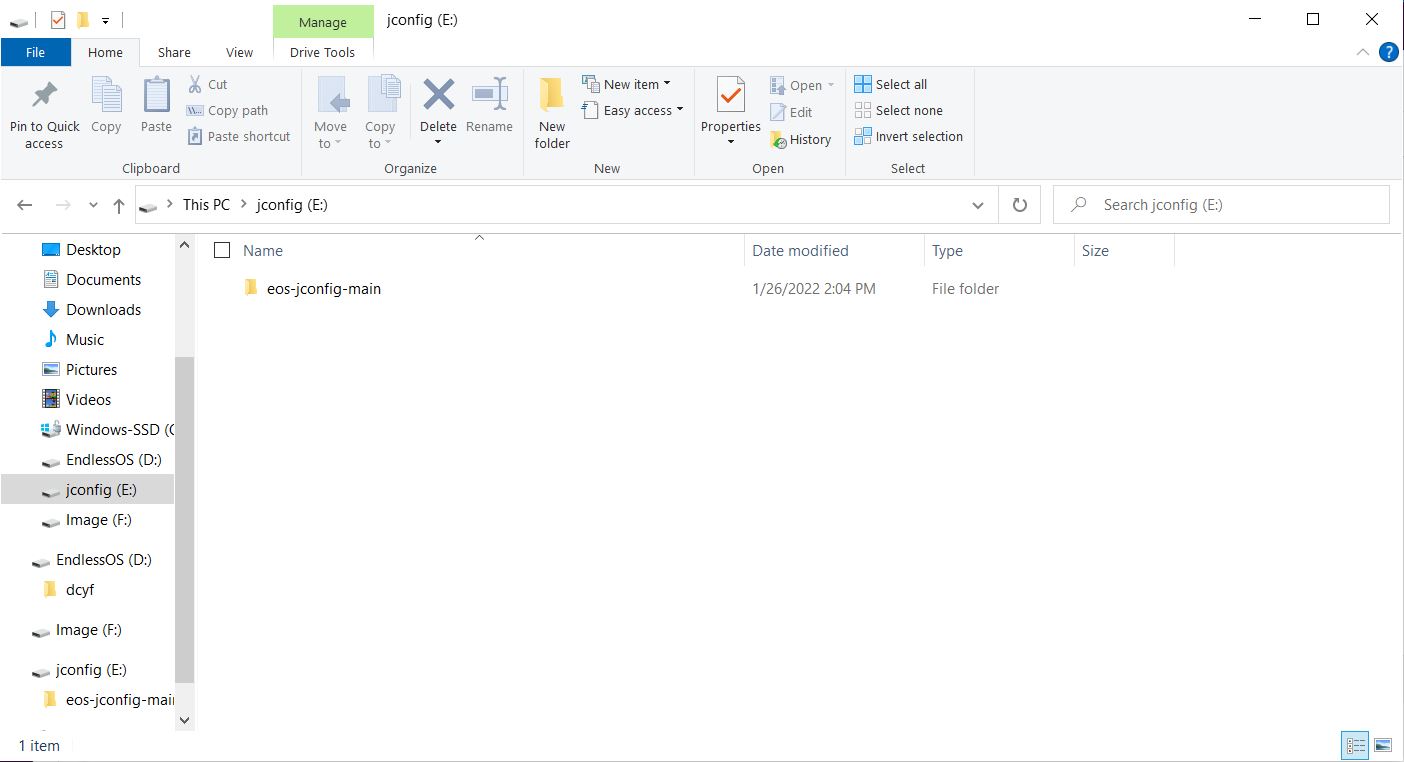 Manage
jconfig (E:)
File
Home
Share
View
Drive Tools
Pin to Quick access
Copy
Paste
Cut
Copy path
Paste shortcut
Clipboard
Move to
Copy to
Delete
Rename
Organize
New folder
New item
Easy access
New
Properties
Open
Edit
History
Open
Select all
Select none
Invert selection
Select
This PC
jconfig (E:)
Search jconfig (E:)
Desktop
Documents
Downloads
Music
Pictures
Videos
Windows-SSD (
EndlessOS (D:)
jconfig (E:)
Image (F:)
EndlessOS (D:)
dcyf
Image (F:)
jconfig (E:)
eos-jconfig-mai
Name
Date modified
Type
Size
eos-jconfig-main
1/26/2022 2:04 PM
File folder
1 item